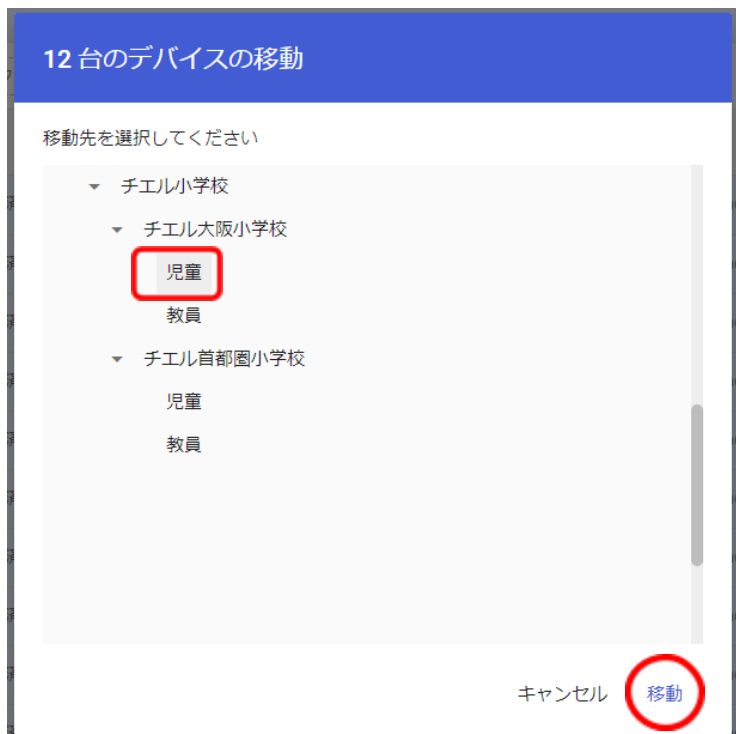 12 台のデバイスの移動
移動先を選択してください
チエル小学校
チエル大阪小学校
児童
教員
チエル首都圏小学校
児童
教員
キャンセル 移動